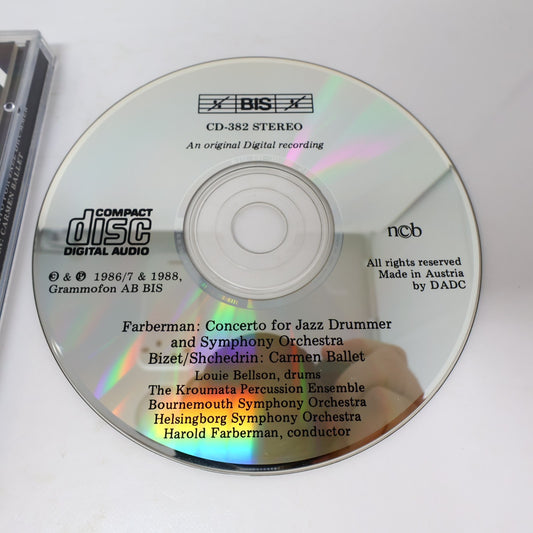 BIS
CD-382 STEREO
An original Digital recording
COMPACT
disc
DIGITAL AUDIO
ncb
© & ℗ 1986/7 & 1988,
Grammofon AB BIS
All rights reserved
Made in Austria
by DADC
Farberman: Concerto for Jazz Drummer
and Symphony Orchestra
Bizet/Shchedrin: Carmen Ballet
Louie Bellson, drums
The Kroumata Percussion Ensemble
Bournemouth Symphony Orchestra
Helsingborg Symphony Orchestra
Harold Farberman, conductor
CARMEN BALLET